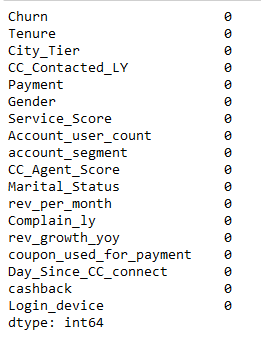 Churn 0
Tenure 0
City_Tier 0
CC_Contacted_LY 0
Payment 0
Gender 0
Service_Score 0
Account_user_count 0
account_segment 0
CC_Agent_Score 0
Marital_Status 0
rev_per_month 0
Complain_ly 0
rev_growth_yoy 0
coupon_used_for_payment 0
Day_Since_CC_connect 0
cashback 0
Login_device 0
dtype: int64